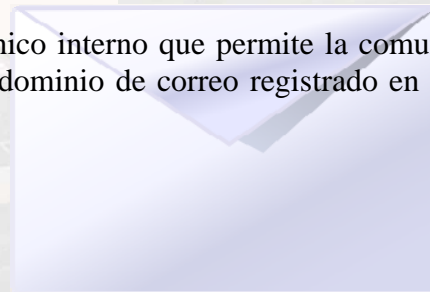 nico interno que permite la comu
dominio de correo registrado en